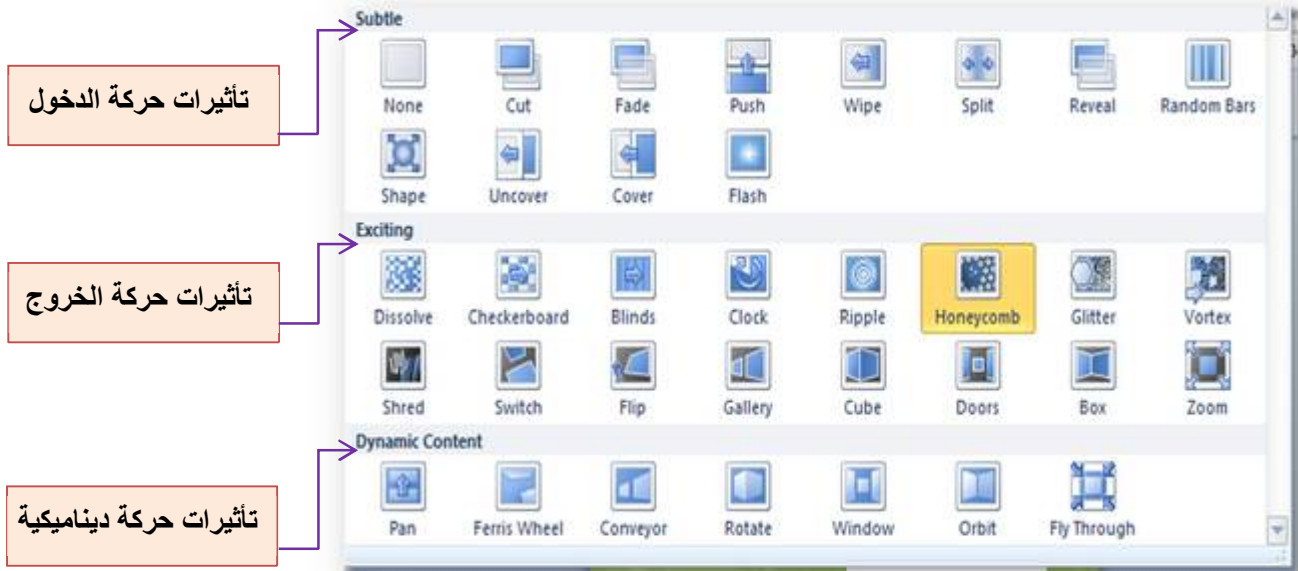 Subtle
تأثيرات حركة الدخول
None Cut Fade Push Wipe Split Reveal Random Bars
Shape Uncover Cover Flash
Exciting
تأثيرات حركة الخروج
Dissolve Checkerboard Blinds Clock Ripple Honeycomb Glitter Vortex
Shred Switch Flip Gallery Cube Doors Box Zoom
Dynamic Content
تأثيرات حركة ديناميكية
Pan Ferris Wheel Conveyor Rotate Window Orbit Fly Through